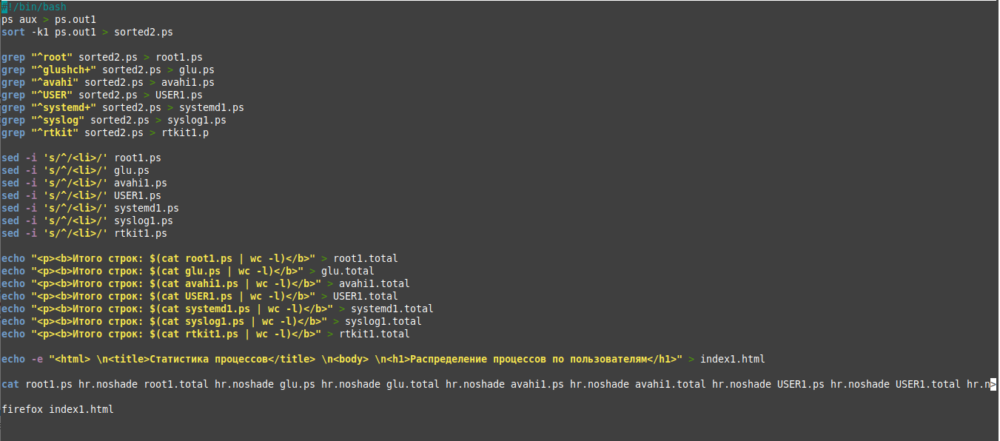 #!/bin/bash
ps aux > ps.out1
sort -k1 ps.out1 > sorted2.ps
grep "^root" sorted2.ps > root1.ps
grep "^glushch+" sorted2.ps > glu.ps
grep "^avahi" sorted2.ps > avahi1.ps
grep "^USER" sorted2.ps > USER1.ps
grep "^systemd+" sorted2.ps > systemd1.ps
grep "^syslog" sorted2.ps > syslog1.ps
grep "^rtkit" sorted2.ps > rtkit1.p
sed -i 's/^/<li>/' root1.ps
sed -i 's/^/<li>/' glu.ps
sed -i 's/^/<li>/' avahi1.ps
sed -i 's/^/<li>/' USER1.ps
sed -i 's/^/<li>/' systemd1.ps
sed -i 's/^/<li>/' syslog1.ps
sed -i 's/^/<li>/' rtkit1.ps
echo "<p><b>Итого строк: $(cat root1.ps | wc -l)</b>" > root1.total
echo "<p><b>Итого строк: $(cat glu.ps | wc -l)</b>" > glu.total
echo "<p><b>Итого строк: $(cat avahi1.ps | wc -l)</b>" > avahi1.total
echo "<p><b>Итого строк: $(cat USER1.ps | wc -l)</b>" > USER1.total
echo "<p><b>Итого строк: $(cat systemd1.ps | wc -l)</b>" > systemd1.total
echo "<p><b>Итого строк: $(cat syslog1.ps | wc -l)</b>" > syslog1.total
echo "<p><b>Итого строк: $(cat rtkit1.ps | wc -l)</b>" > rtkit1.total
echo -e "<html> \n<title>Статистика процессов</title> \n<body> \n<h1>Распределение процессов по пользователям</h1>" > index1.html
cat root1.ps hr.noshade root1.total hr.noshade glu.ps hr.noshade glu.total hr.noshade avahi1.ps hr.noshade avahi1.total hr.noshade USER1.ps hr.noshade USER1.total hr.n>
firefox index1.html